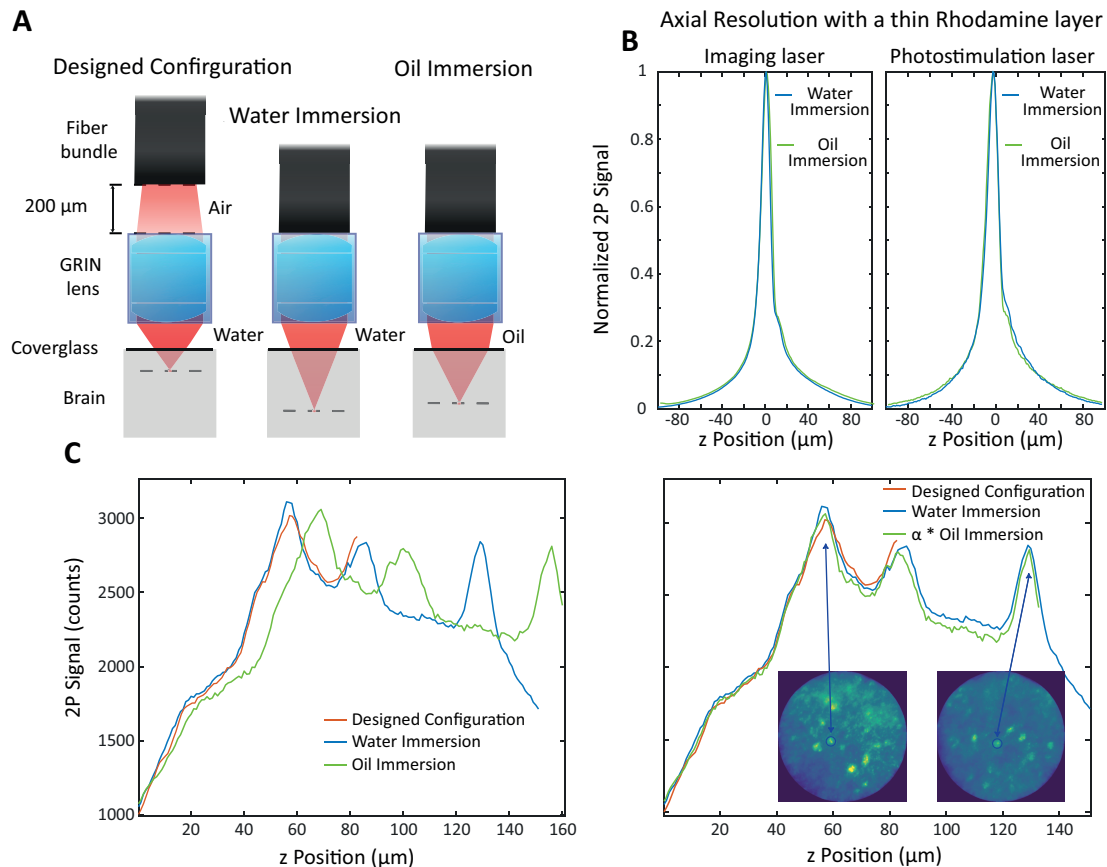 A
Designed Confirguration
Oil Immersion
Water Immersion
Fiber
bundle
200 µm
Air
GRIN
lens
Water
Water
Oil
Coverglass
Brain
Axial Resolution with a thin Rhodamine layer
B
Imaging laser
Photostimulation laser
Normalized 2P Signal
1
0.8
0.6
0.4
0.2
0
Water
Immersion
Oil
Immersion
Water
Immersion
Oil
Immersion
-80
-40
0
40
80
-80
-40
0
40
80
z Position (µm)
z Position (µm)
C
2P Signal (counts)
3000
2500
2000
1500
1000
Designed Configuration
Water Immersion
Oil Immersion
0
20
40
60
80
100
120
140
160
z Position (µm)
Designed Configuration
Water Immersion
α * Oil Immersion
0
20
40
60
80
100
120
140
z Position (µm)